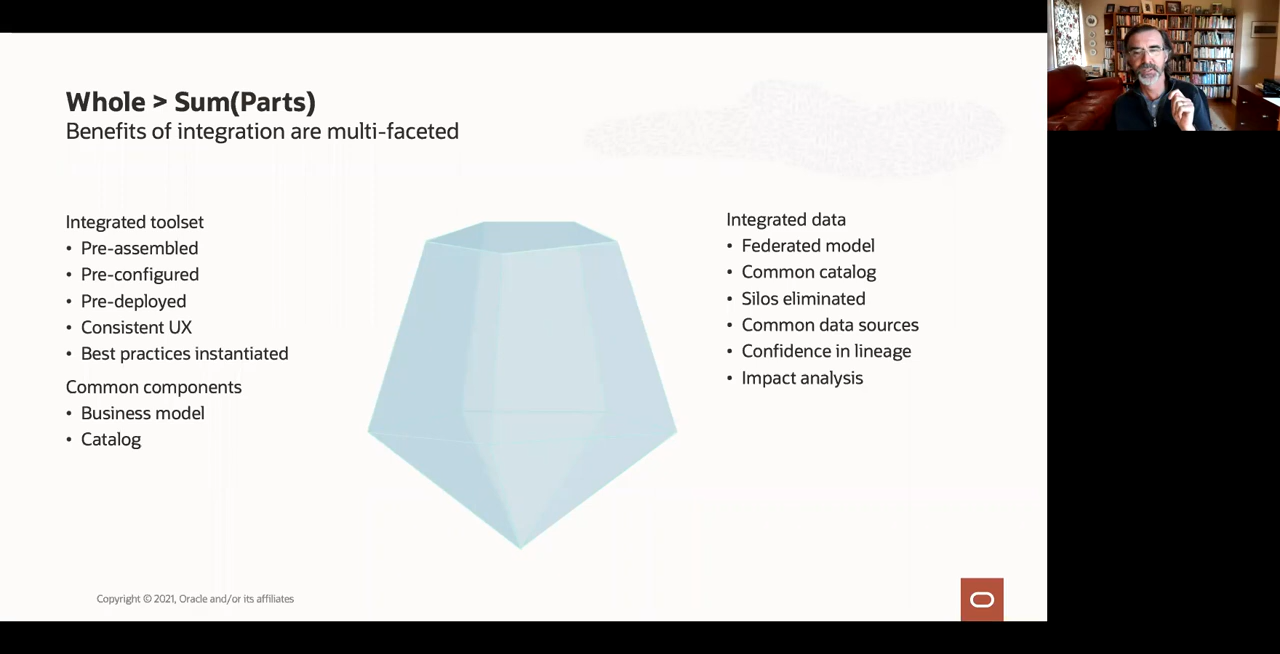 Whole > Sum(Parts)
Benefits of integration are multi-faceted
Integrated toolset
• Pre-assembled
• Pre-configured
• Pre-deployed
• Consistent UX
• Best practices instantiated
Common components
• Business model
• Catalog
Integrated data
• Federated model
• Common catalog
• Silos eliminated
• Common data sources
• Confidence in lineage
• Impact analysis
Copyright © 2021, Oracle and/or its affiliates